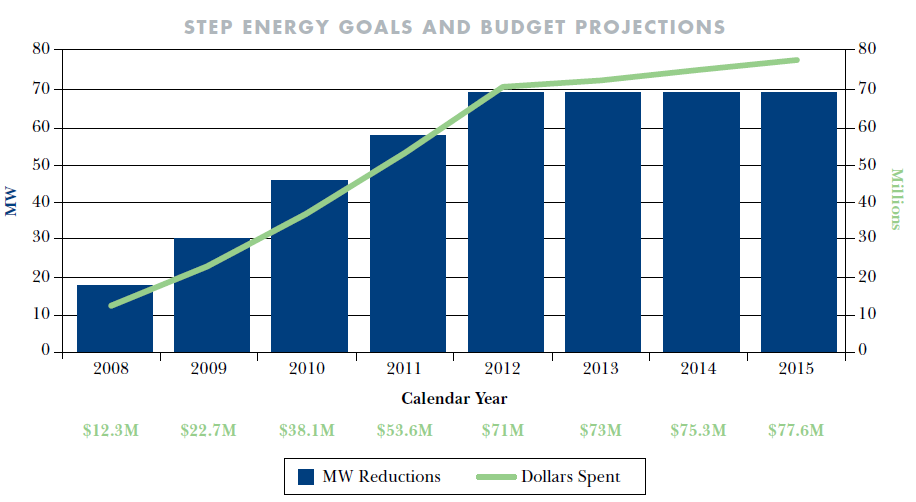 STEP ENERGY GOALS AND BUDGET PROJECTIONS
80 80
70 70
60 60
50 50
40 40
30 30
20 20
10 10
0 0
MW
Millions
2008 2009 2010 2011 2012 2013 2014 2015
Calendar Year
$12.3M $22.7M $38.1M $53.6M $71M $73M $75.3M $77.6M
MW Reductions Dollars Spent